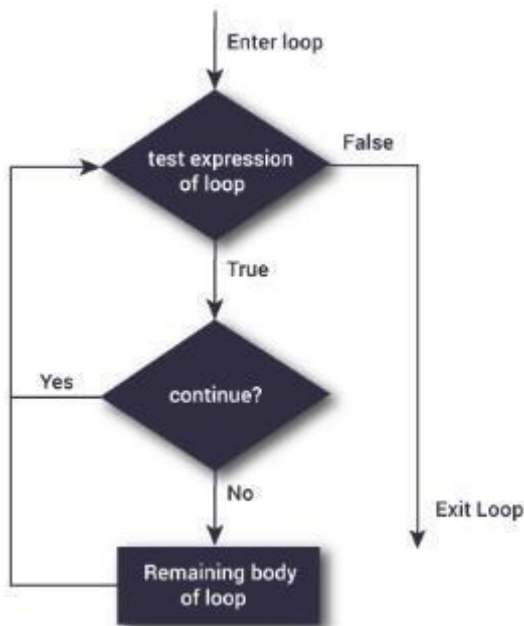 Enter loop
test expression
of loop
False
True
continue?
Yes
No
Exit Loop
Remaining body
of loop